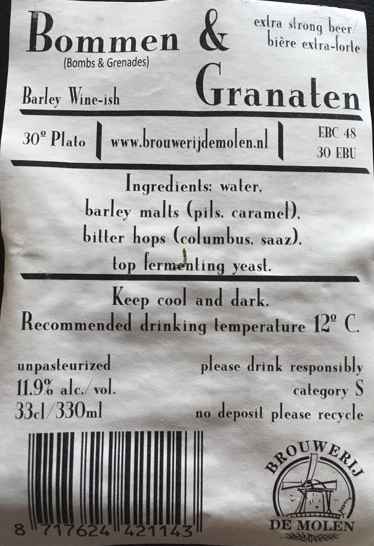 Bommen &
(Bombs & Grenades)
extra strong beer/
bière extra-forte
Barley Wine-ish
Granaten
30º Plato
www.brouwerijdemolen.nl
EBC 48
30 EBU
Ingredients: water,
barley malts (pils, caramel),
bitter hops (columbus, saaz),
top fermenting yeast.
Keep cool and dark.
Recommended drinking temperature 12º C.
unpasteurized
11.9% alc./vol.
33cl/330ml
please drink responsibly
category S
no deposit please recycle
8 717624 421143
BROUWERIJ
DE MOLEN